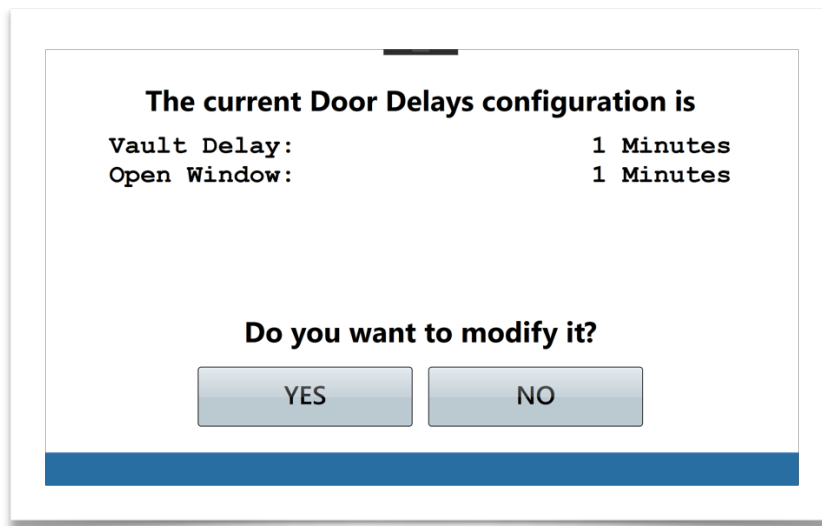 The current Door Delays configuration is
Vault Delay: 1 Minutes
Open Window: 1 Minutes
Do you want to modify it?
YES NO